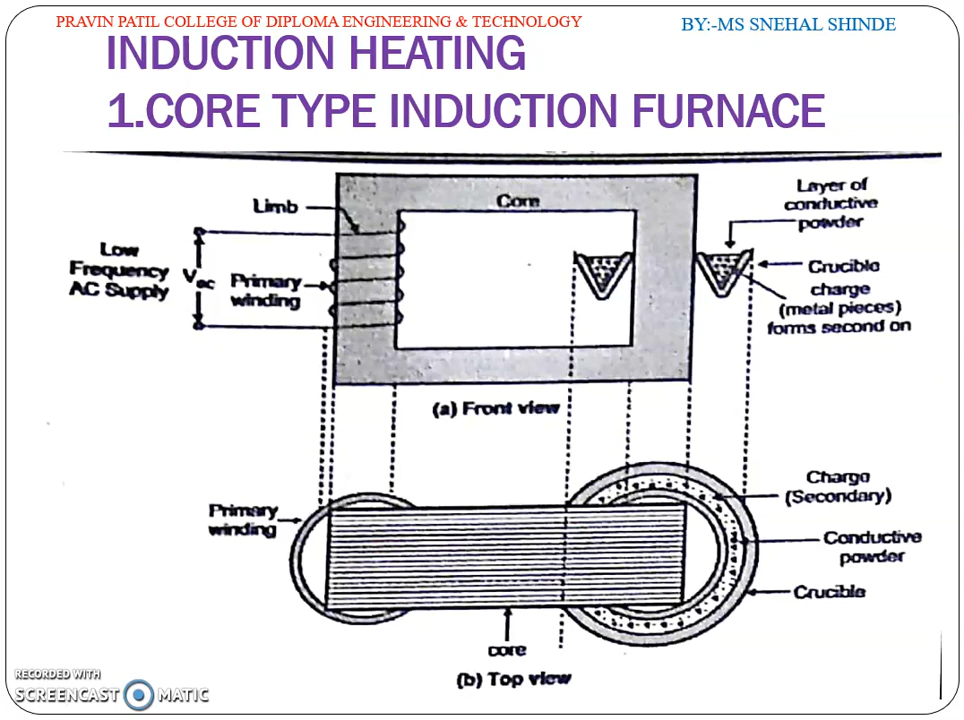 PRAVIN PATIL COLLEGE OF DIPLOMA ENGINEERING & TECHNOLOGY
BY:-MS SNEHAL SHINDE
INDUCTION HEATING
1.CORE TYPE INDUCTION FURNACE
Limb
Core
Layer of
conductive
powder
Low
Frequency
AC Supply
Vac
Primary
winding
Crucible
charge
(metal pieces)
forms second on
(a) Front view
Primary
winding
Charge
(Secondary)
Conductive
powder
Crucible
core
(b) Top view
RECORDED WITH
SCREENCAST MATIC